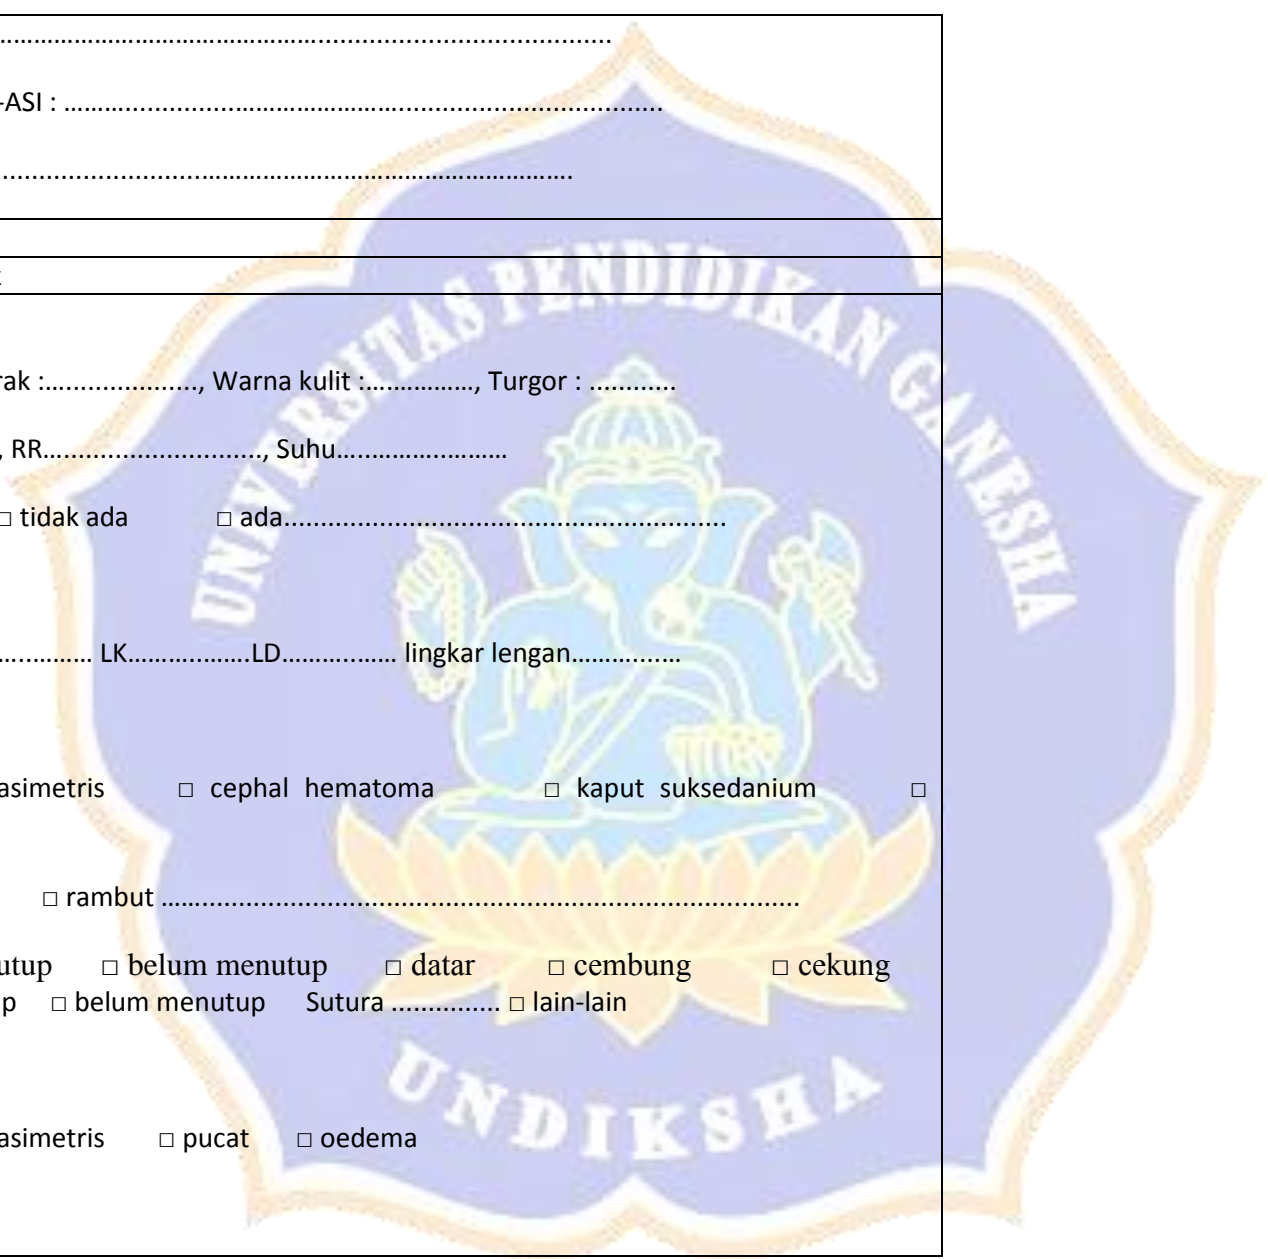 ………………………………………………………………
-ASI : ………………………………………………………………
………………………………………………………………
UNIVERSITAS PENDIDIKAN GANESHA
rak :……………………, Warna kulit :……………, Turgor : …………
, RR…………………………, Suhu……………………
□ tidak ada □ ada………………………………………………
…………… LK………………LD……………… lingkar lengan……………
asimetris □ cephal hematoma □ kaput suksedanium □
□ rambut ………………………………………………………………………
utup □ belum menutup □ datar □ cembung □ cekung
p □ belum menutup Sutura …………… □ lain-lain
UNDIKSHA
asimetris □ pucat □ oedema